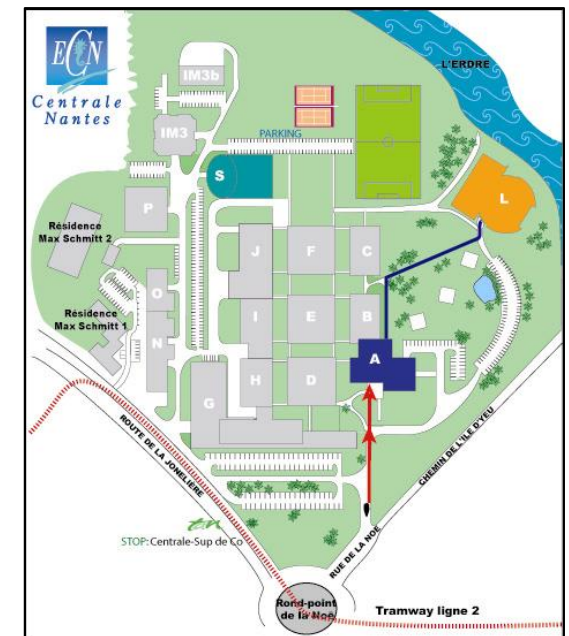 ECN
Centrale
Nantes
L'ERDRE
IM3b
IM3
PARKING
S
L
P
Résidence
Max Schmitt 2
J
F
C
O
Résidence
Max Schmitt 1
I
E
B
N
A
H
D
G
ROUTE DE LA JONELIÈRE
CHEMIN DE L'ILE D'YEU
RUE DE LA NOE
tan
STOP: Centrale-Sup de Co
Rond-point
de la Noë
Tramway ligne 2